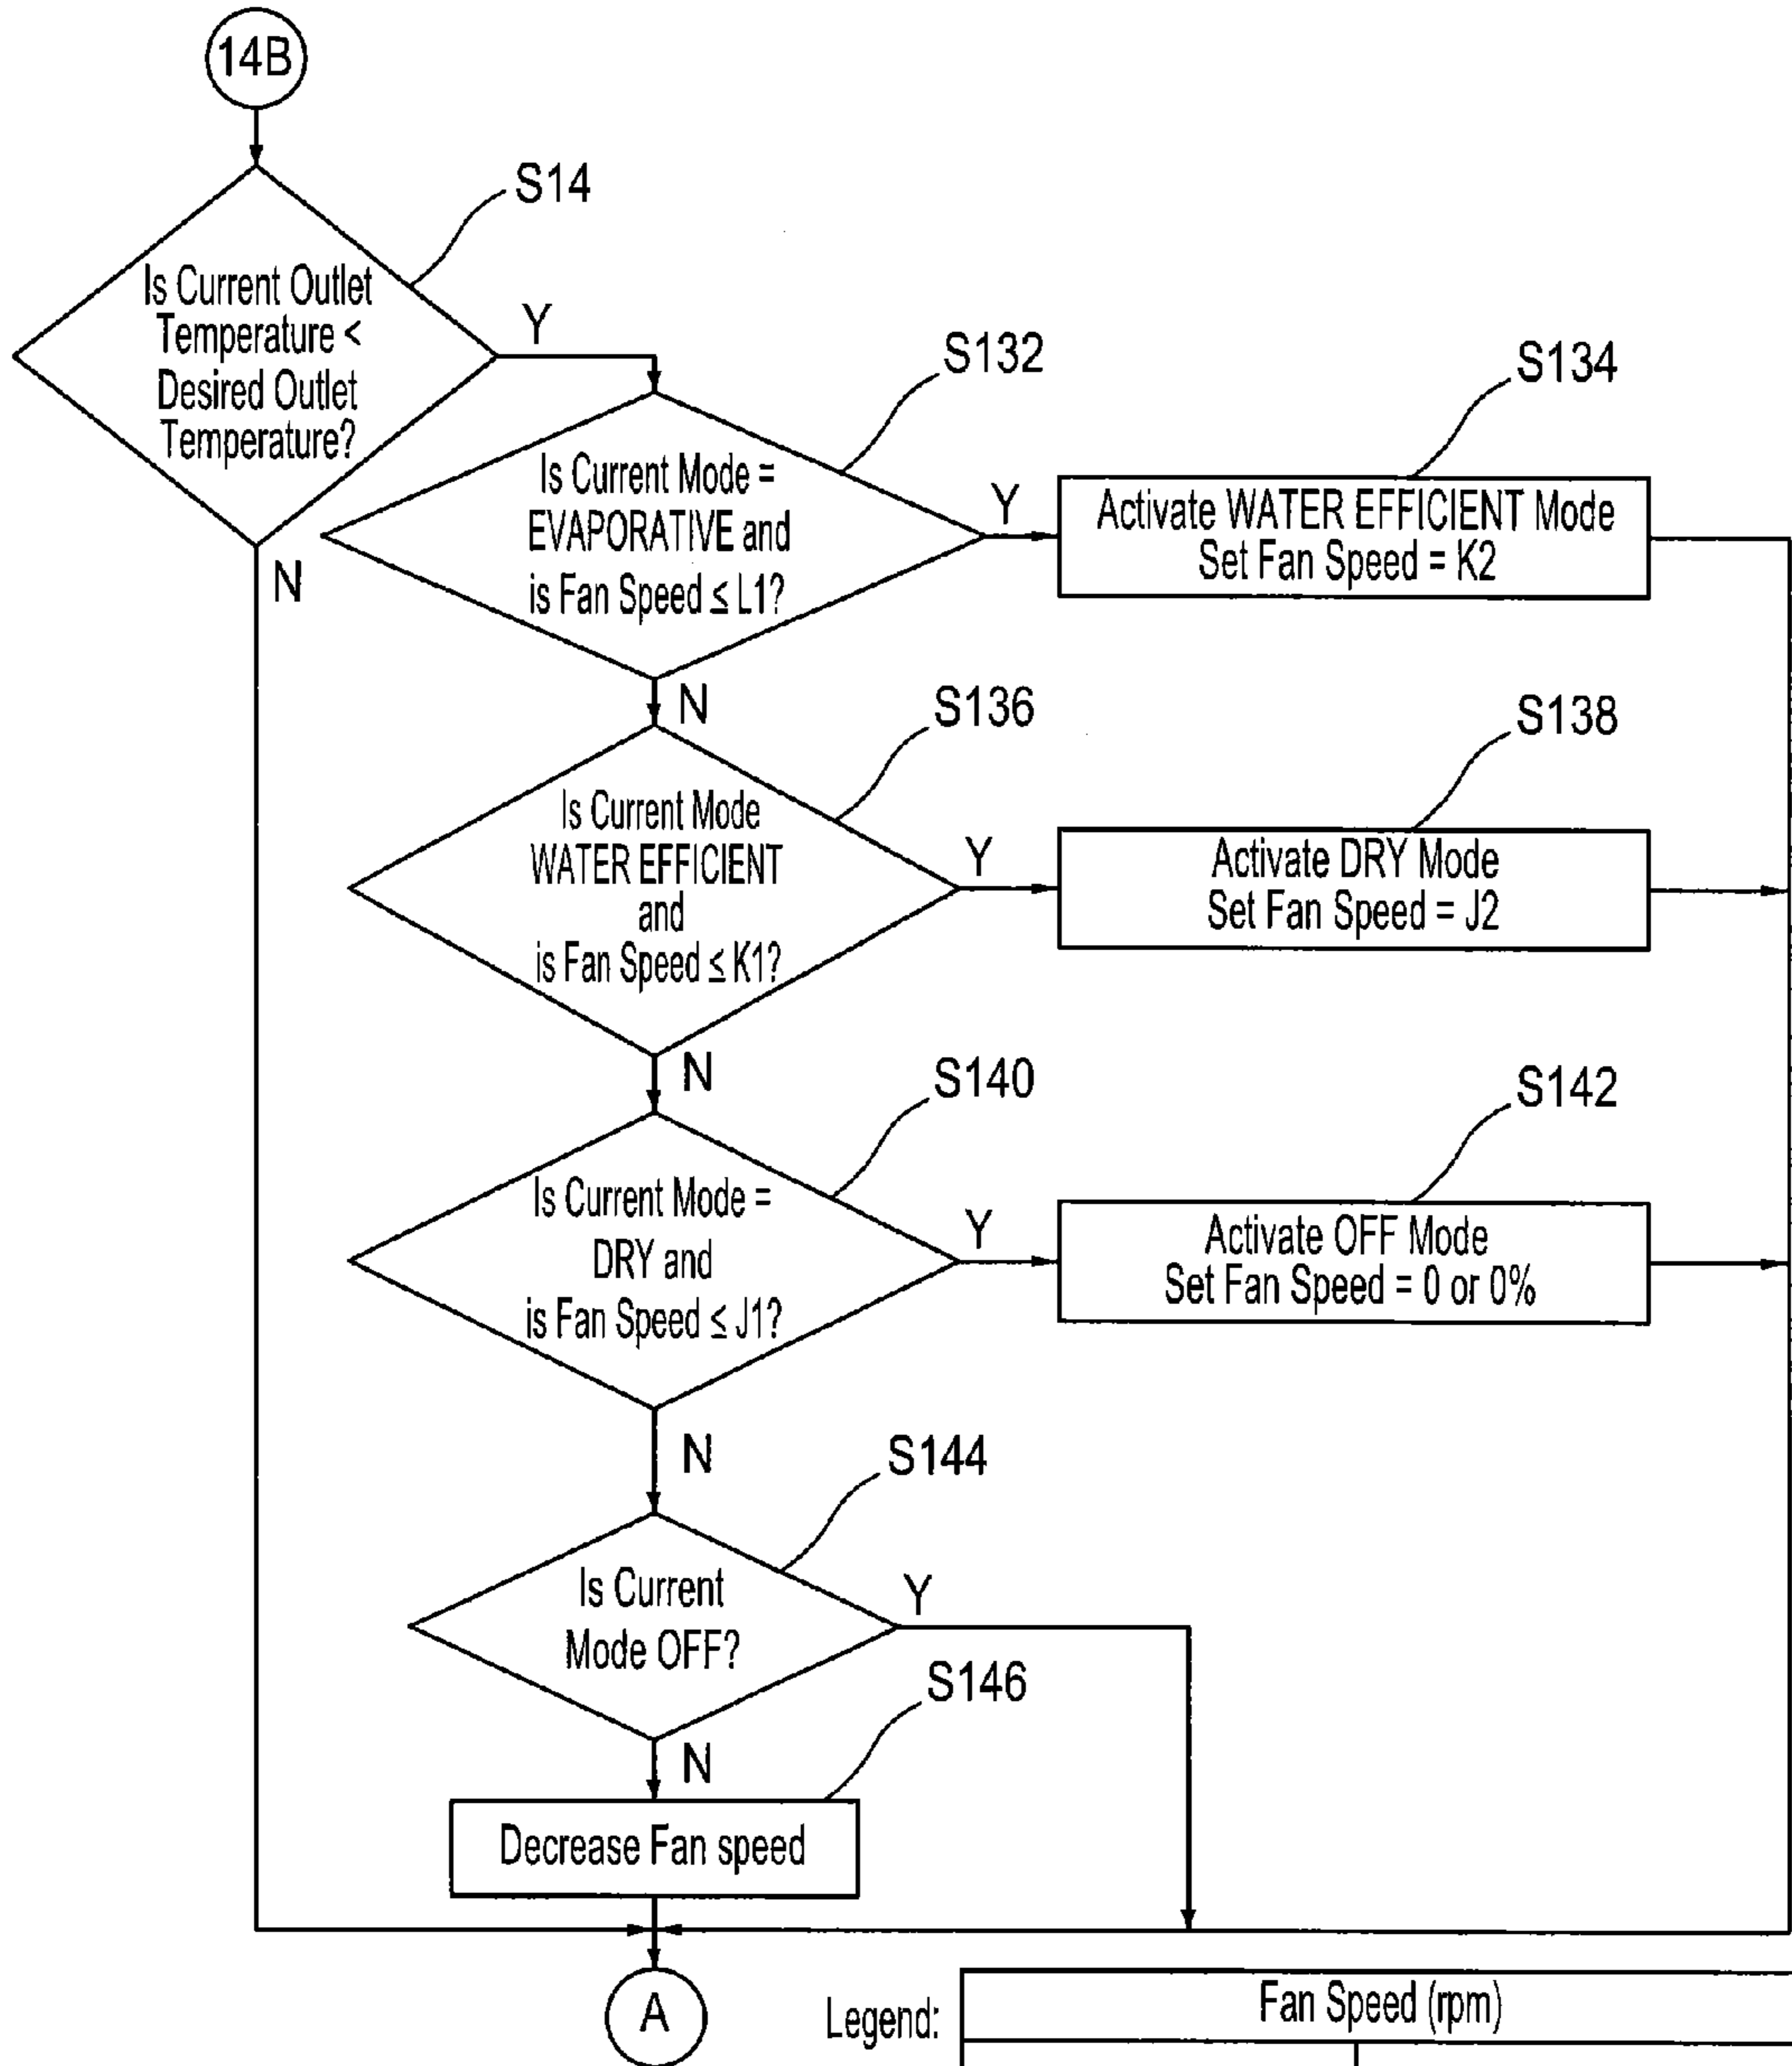 14B
S14
Is Current Outlet
Temperature <
Desired Outlet
Temperature?
Y
N
S132
Is Current Mode =
EVAPORATIVE and
is Fan Speed ≤ L1?
Y
N
S134
Activate WATER EFFICIENT Mode
Set Fan Speed = K2
S136
Is Current Mode
WATER EFFICIENT
and
is Fan Speed ≤ K1?
Y
N
S138
Activate DRY Mode
Set Fan Speed = J2
S140
Is Current Mode =
DRY and
is Fan Speed ≤ J1?
Y
N
S142
Activate OFF Mode
Set Fan Speed = 0 or 0%
S144
Is Current
Mode OFF?
Y
N
S146
Decrease Fan speed
A
Legend:
Fan Speed (rpm)